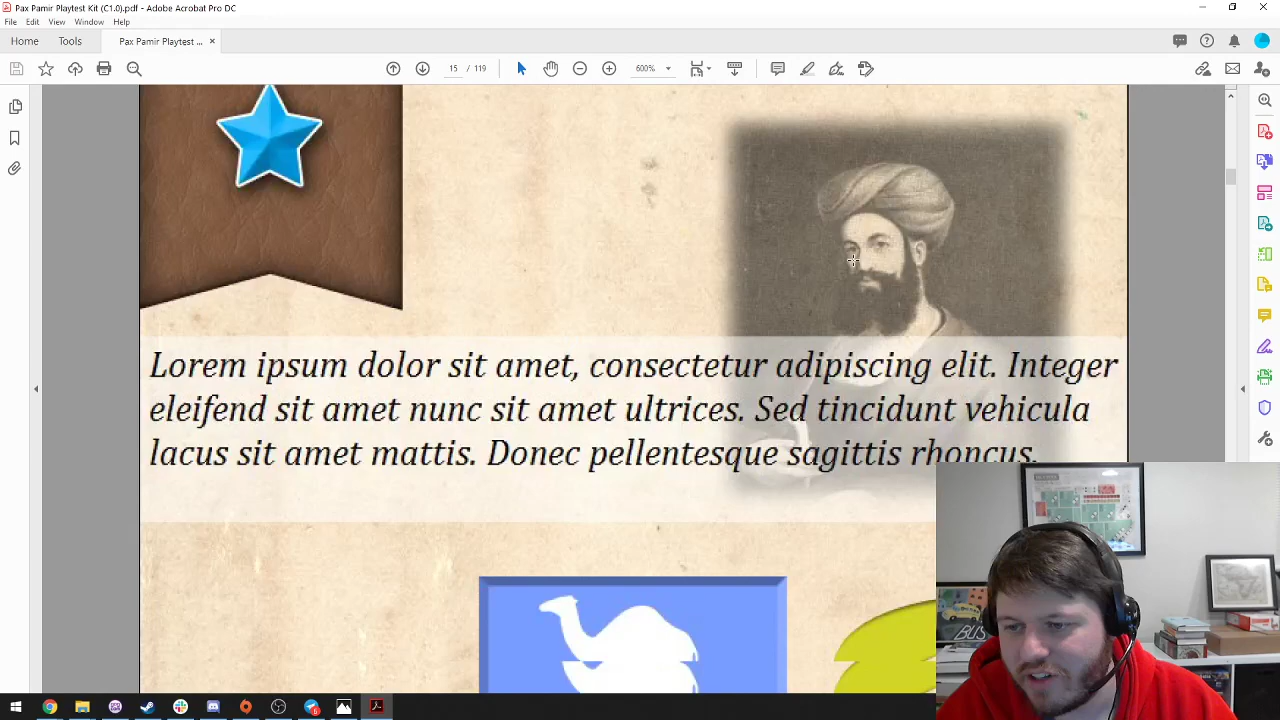 Pax Pamir Playtest Kit (C1.0).pdf - Adobe Acrobat Pro DC
File Edit View Window Help
Home Tools Pax Pamir Playtest ... ×
15 / 119 600%
Lorem ipsum dolor sit amet, consectetur adipiscing elit. Integer
eleifend sit amet nunc sit amet ultrices. Sed tincidunt vehicula
lacus sit amet mattis. Donec pellentesque sagittis rhoncus.
BUS